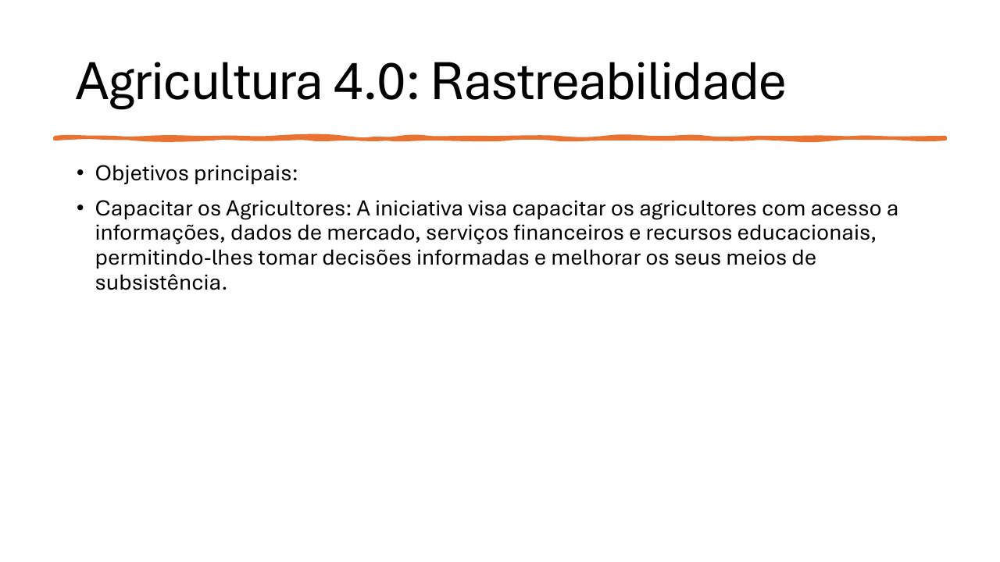 Agricultura 4.0: Rastreabilidade
• Objetivos principais:
• Capacitar os Agricultores: A iniciativa visa capacitar os agricultores com acesso a
informações, dados de mercado, serviços financeiros e recursos educacionais,
permitindo-lhes tomar decisões informadas e melhorar os seus meios de
subsistência.